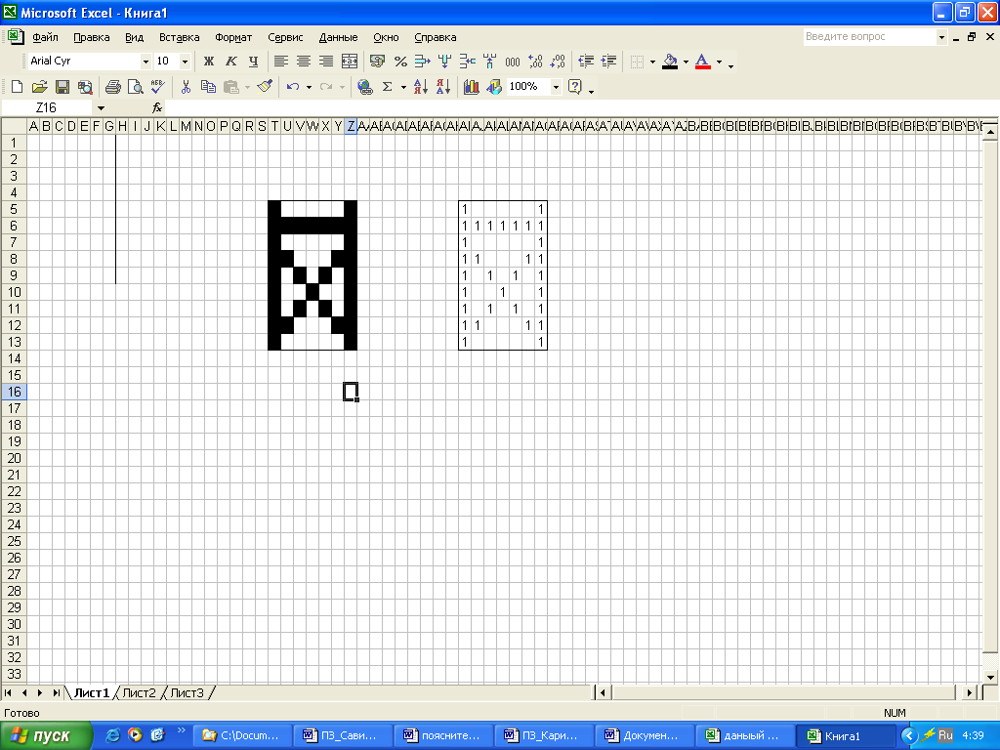 Microsoft Excel - Книга1
Файл Правка Вид Вставка Формат Сервис Данные Окно Справка Введите вопрос
Arial Cyr 10 Ж К Ч % 000
100%
Z16 fx
A B C D E F G H I J K L M N O P Q R S T U V W X Y Z
1
2
3
4
5 1 1
6 1 1 1 1 1 1 1
7 1 1
8 1 1 1 1
9 1 1 1 1
10 1 1 1
11 1 1 1 1
12 1 1 1 1
13 1 1
14
15
16
17
18
19
20
21
22
23
24
25
26
27
28
29
30
31
32
33
Лист1 Лист2 Лист3
Готово NUM
пуск C:\Docum... ПЗ_Сави... поясните... ПЗ_Кари... Докумен... даныый ... Книга1 Ru 4:39